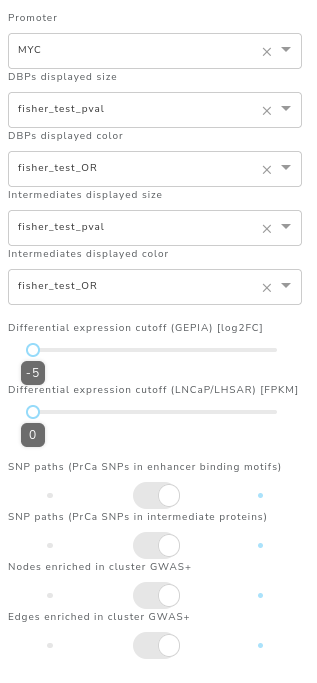 Promoter
MYC
DBPs displayed size
fisher_test_pval
DBPs displayed color
fisher_test_OR
Intermediates displayed size
fisher_test_pval
Intermediates displayed color
fisher_test_OR
Differential expression cutoff (GEPIA) [log2FC]
-5
Differential expression cutoff (LNCaP/LHSAR) [FPKM]
0
SNP paths (PrCa SNPs in enhancer binding motifs)
SNP paths (PrCa SNPs in intermediate proteins)
Nodes enriched in cluster GWAS+
Edges enriched in cluster GWAS+